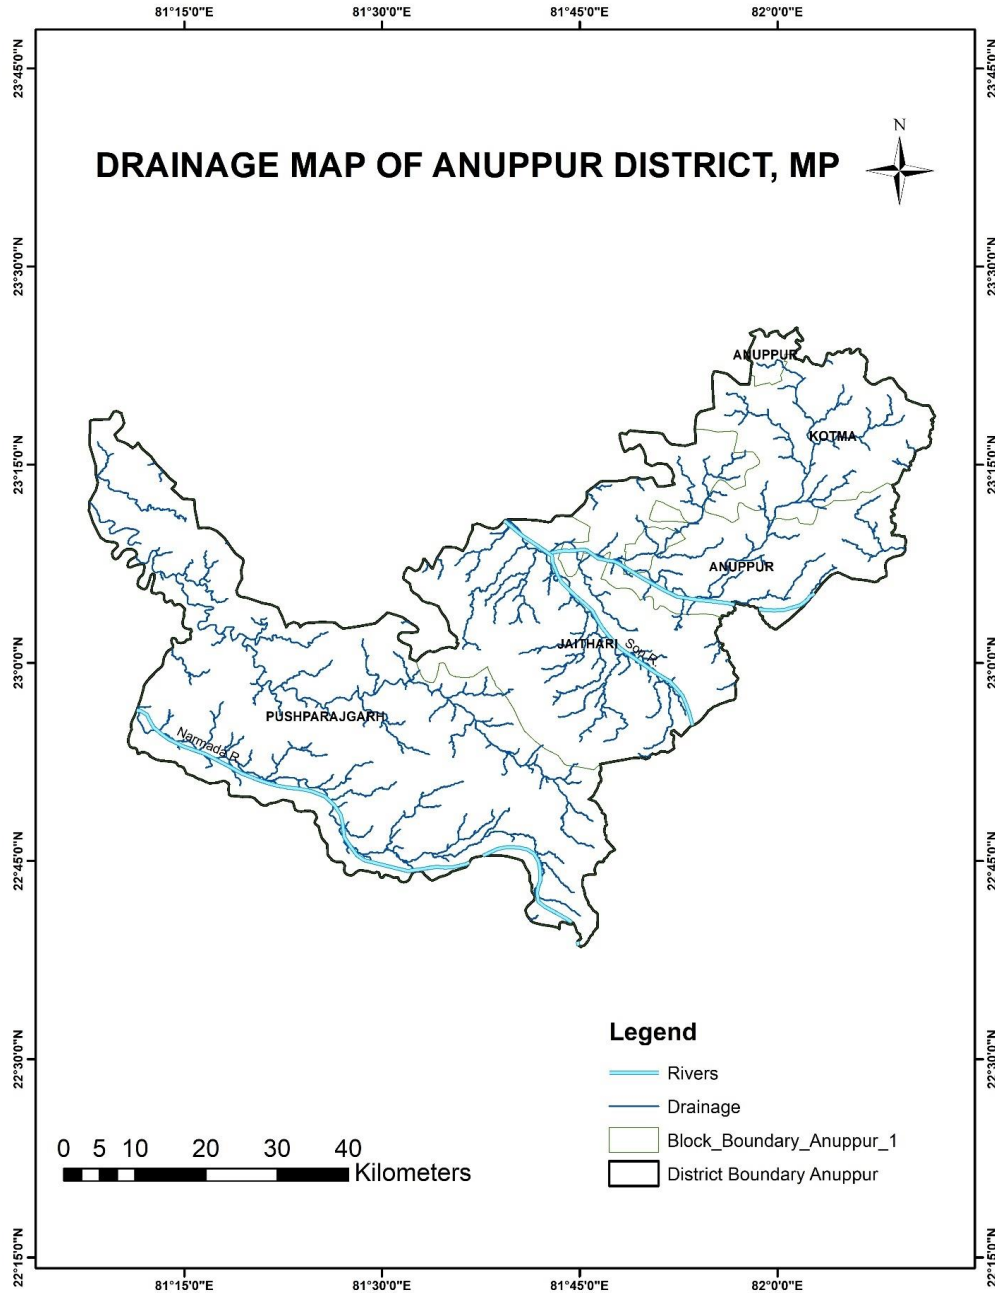 81°15'0"E
81°30'0"E
81°45'0"E
82°0'0"E
23°45'0"N
23°45'0"N
N
DRAINAGE MAP OF ANUPPUR DISTRICT, MP
23°30'0"N
23°30'0"N
ANUPPUR
KOTMA
23°15'0"N
23°15'0"N
ANUPPUR
JAITHARI
Son R.
23°0'0"N
23°0'0"N
PUSHPARAJGARH
Narmada R.
22°45'0"N
22°45'0"N
Legend
Rivers
Drainage
Block_Boundary_Anuppur_1
District Boundary Anuppur
22°30'0"N
22°30'0"N
0 5 10 20 30 40
Kilometers
22°15'0"N
22°15'0"N
81°15'0"E
81°30'0"E
81°45'0"E
82°0'0"E